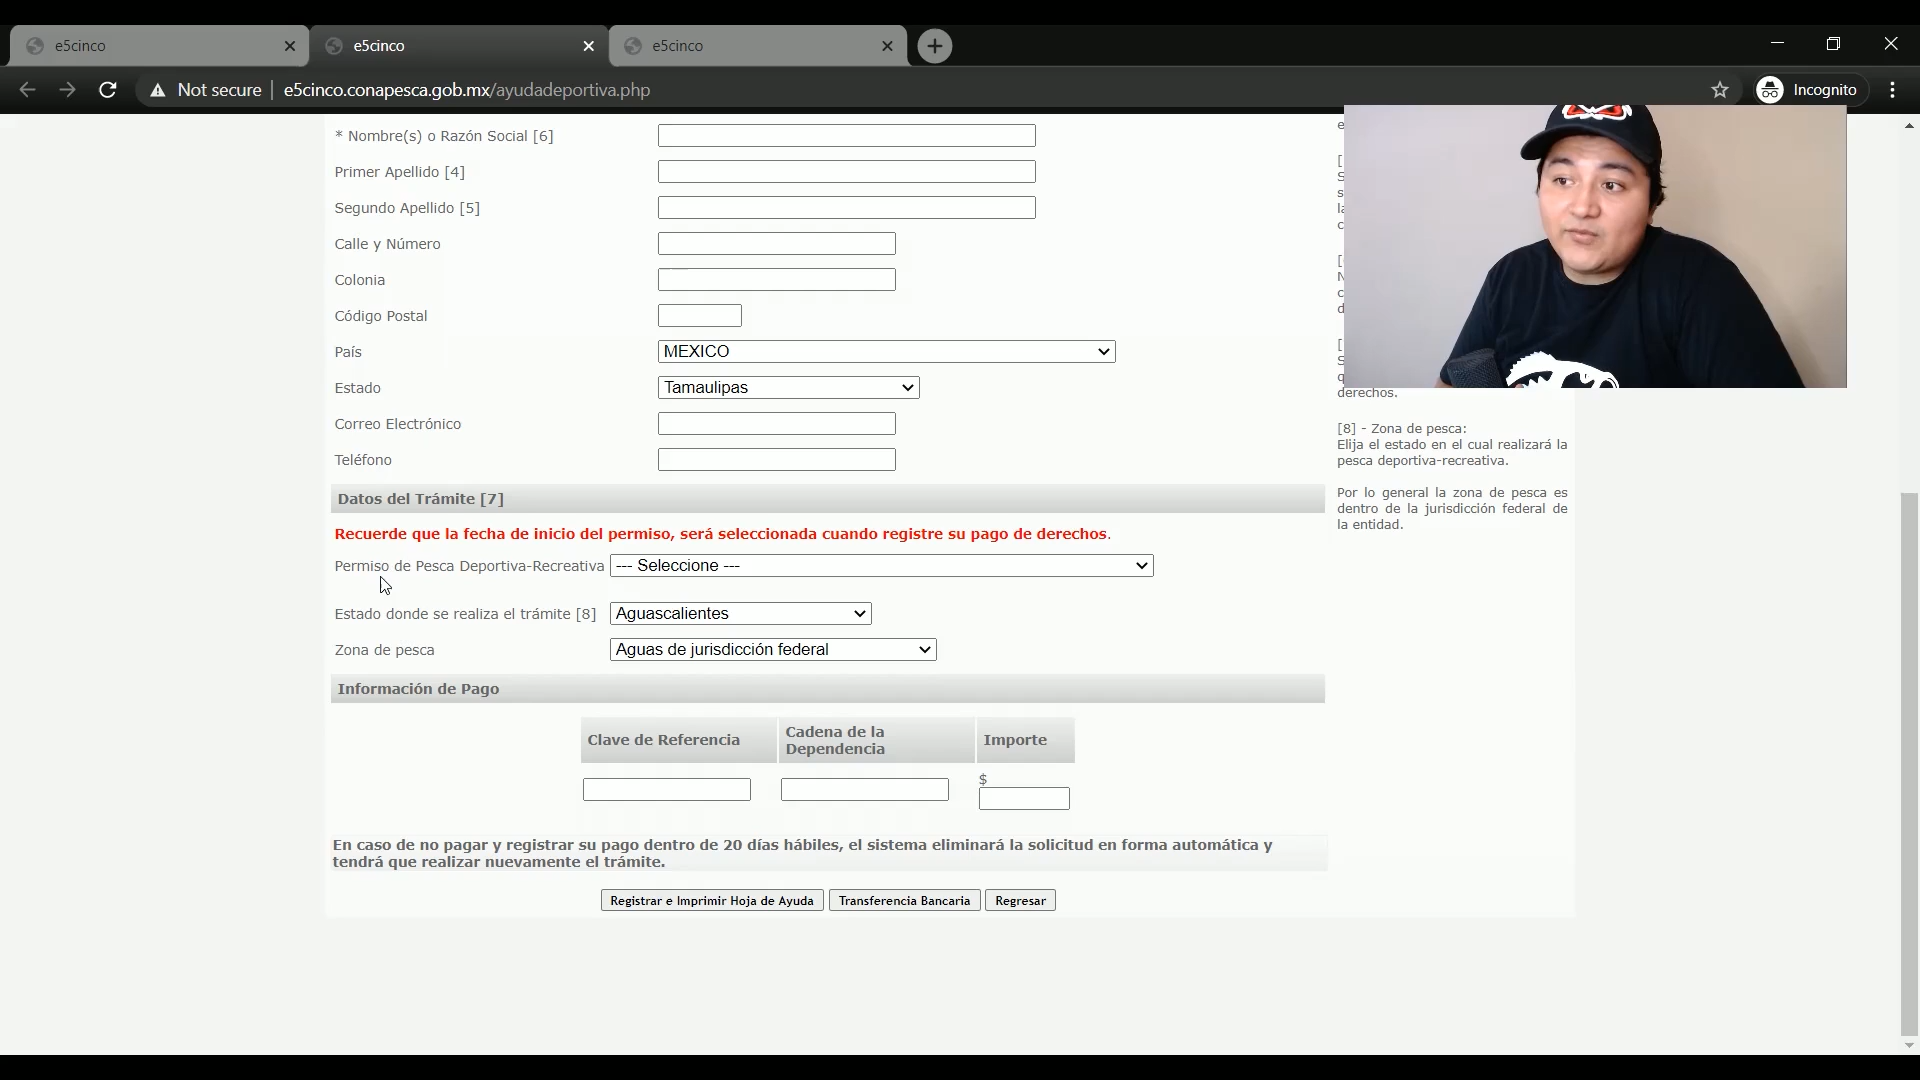 e5cinco
e5cinco
e5cinco
Not secure
e5cinco.conapesca.gob.mx/ayudadeportiva.php
Incognito
* Nombre(s) o Razón Social [6]
Primer Apellido [4]
Segundo Apellido [5]
Calle y Número
Colonia
Código Postal
País
MEXICO
Estado
Tamaulipas
Correo Electrónico
Teléfono
Datos del Trámite [7]
Recuerde que la fecha de inicio del permiso, será seleccionada cuando registre su pago de derechos.
Permiso de Pesca Deportiva-Recreativa
--- Seleccione ---
Estado donde se realiza el trámite [8]
Aguascalientes
Zona de pesca
Aguas de jurisdicción federal
Información de Pago
Clave de Referencia
Cadena de la
Dependencia
Importe
$
En caso de no pagar y registrar su pago dentro de 20 días hábiles, el sistema eliminará la solicitud en forma automática y
tendrá que realizar nuevamente el trámite.
Registrar e Imprimir Hoja de Ayuda
Transferencia Bancaria
Regresar
derechos.
[8] - Zona de pesca:
Elija el estado en el cual realizará la
pesca deportiva-recreativa.
Por lo general la zona de pesca es
dentro de la jurisdicción federal de
la entidad.